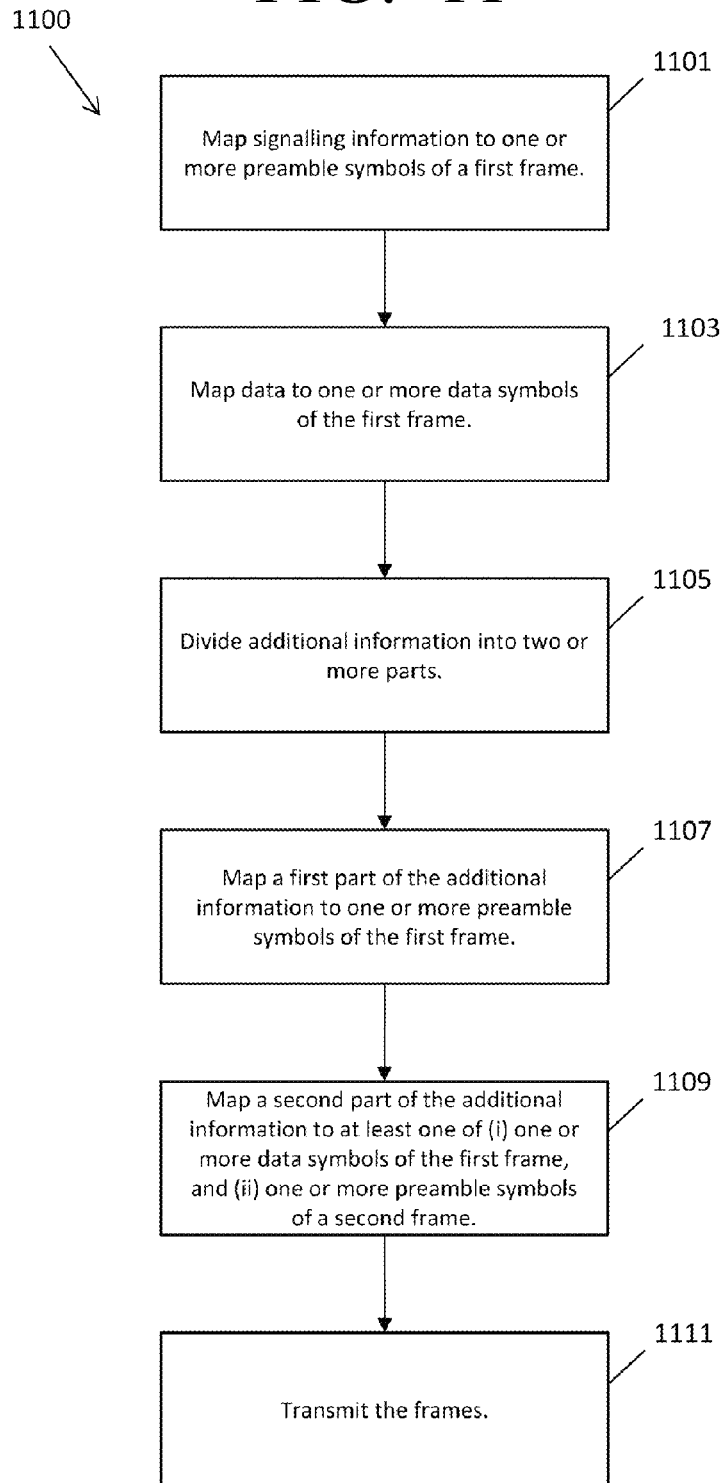 1100
1101
Map signalling information to one or
more preamble symbols of a first frame.
1103
Map data to one or more data symbols
of the first frame.
1105
Divide additional information into two or
more parts.
1107
Map a first part of the additional
information to one or more preamble
symbols of the first frame.
1109
Map a second part of the additional
information to at least one of (i) one or
more data symbols of the first frame,
and (ii) one or more preamble symbols
of a second frame.
1111
Transmit the frames.